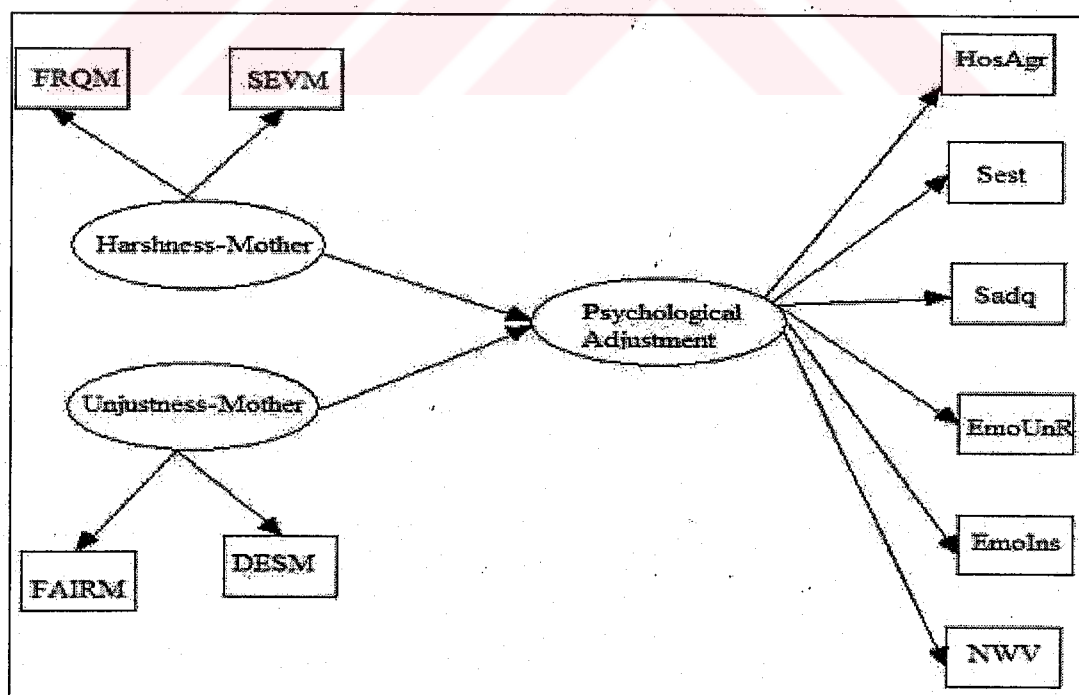 FRQM
SEVM
HosAgr
Sest
Harshness-Mother
Sadq
Psychological
Adjustment
Unjustness-Mother
EmoUnR
EmoIns
FAIRM
DESM
NWV